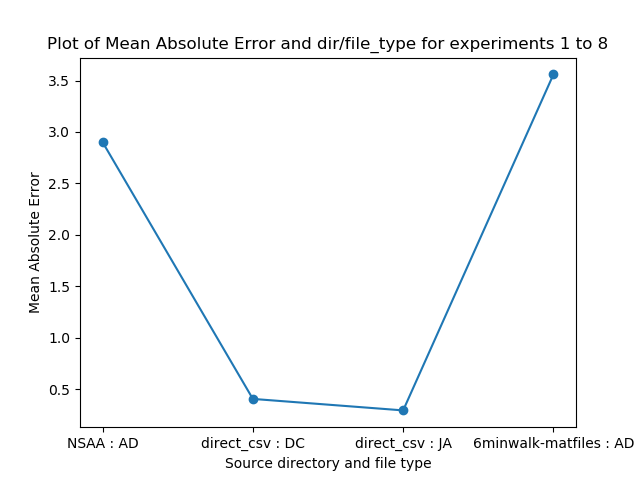 Plot of Mean Absolute Error and dir/file_type for experiments 1 to 8
3.5
3.0
2.5
2.0
1.5
1.0
0.5
Mean Absolute Error
NSAA : AD
direct_csv : DC
direct_csv : JA
6minwalk-matfiles : AD
Source directory and file type